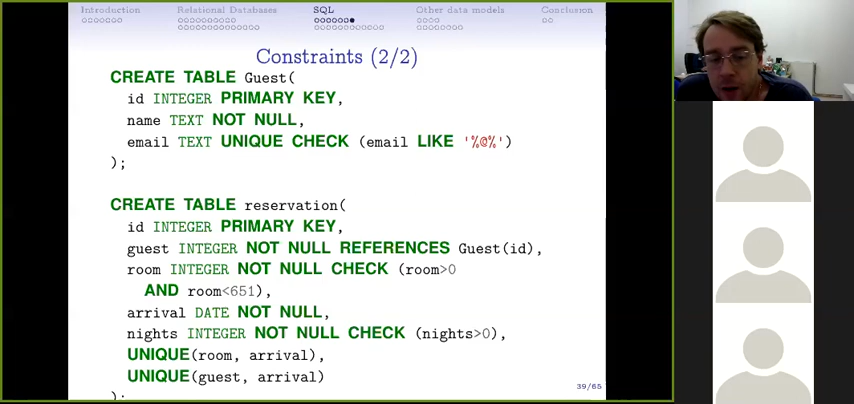 Introduction Relational Databases SQL Other data models Conclusion
Constraints (2/2)
CREATE TABLE Guest(
id INTEGER PRIMARY KEY,
name TEXT NOT NULL,
email TEXT UNIQUE CHECK (email LIKE '%@%')
);
CREATE TABLE reservation(
id INTEGER PRIMARY KEY,
guest INTEGER NOT NULL REFERENCES Guest(id),
room INTEGER NOT NULL CHECK (room>0
AND room<651),
arrival DATE NOT NULL,
nights INTEGER NOT NULL CHECK (nights>0),
UNIQUE(room, arrival),
UNIQUE(guest, arrival)
);
39/65